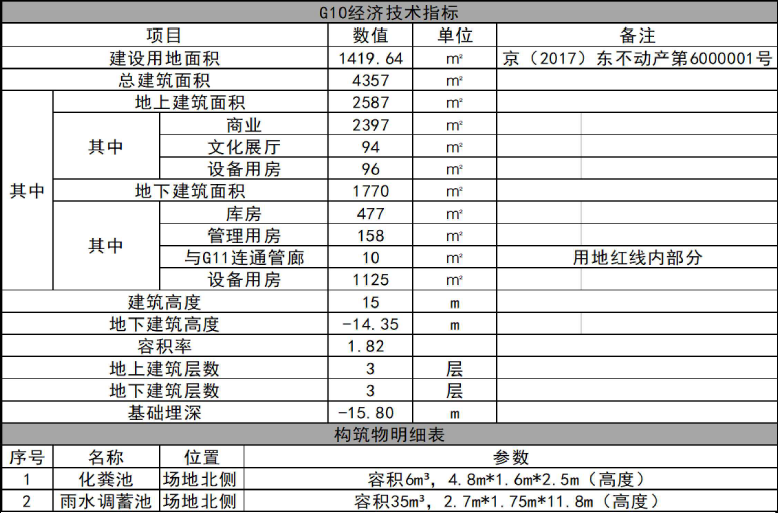 G10经济技术指标
项目 数值 单位 备注
建设用地面积 1419.64 ㎡ 京（2017）东不动产第6000001号
总建筑面积 4357 ㎡
其中 地上建筑面积 2587 ㎡
其中 商业 2397 ㎡
文化展厅 94 ㎡
设备用房 96 ㎡
地下建筑面积 1770 ㎡
其中 库房 477 ㎡
管理用房 158 ㎡
与G11连通管廊 10 ㎡ 用地红线内部分
设备用房 1125 ㎡
建筑高度 15 m
地下建筑高度 -14.35 m
容积率 1.82
地上建筑层数 3 层
地下建筑层数 3 层
基础埋深 -15.80 m
构筑物明细表
序号 名称 位置 参数
1 化粪池 场地北侧 容积6m³, 4.8m*1.6m*2.5m（高度）
2 雨水调蓄池 场地北侧 容积35m³, 2.7m*1.75m*11.8m（高度）